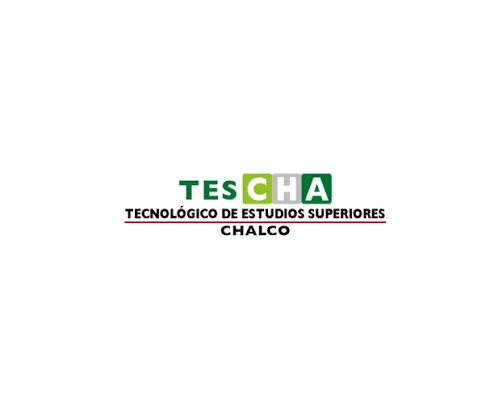 TESCHA
TECNOLÓGICO DE ESTUDIOS SUPERIORES
CHALCO